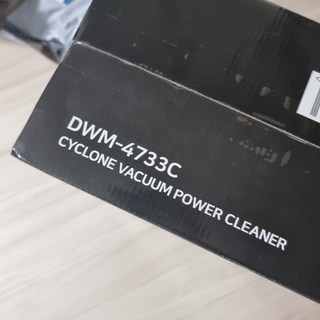 DWM-4733C
CYCLONE VACUUM POWER CLEANER